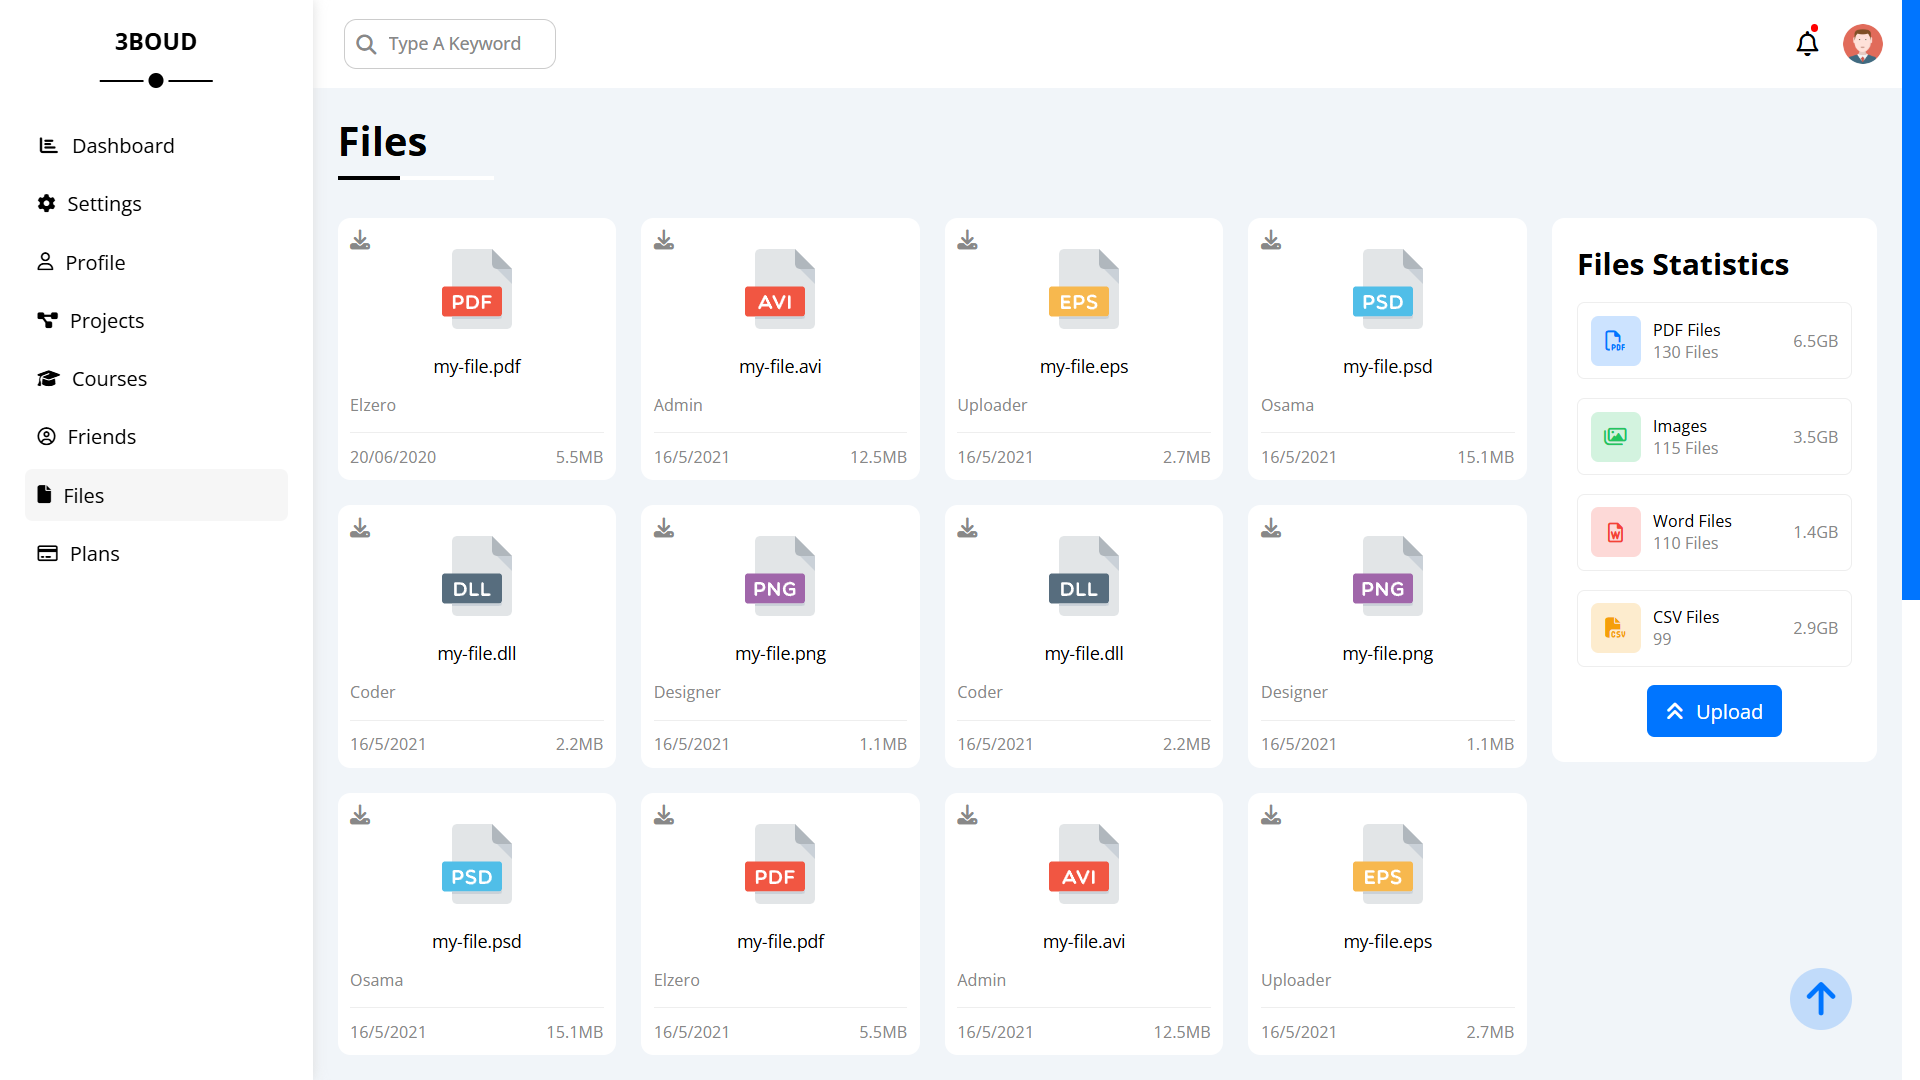 3BOUD
Dashboard
Settings
Profile
Projects
Courses
Friends
Files
Plans
Type A Keyword
Files
PDF
my-file.pdf
Elzero
20/06/2020 5.5MB
AVI
my-file.avi
Admin
16/5/2021 12.5MB
EPS
my-file.eps
Uploader
16/5/2021 2.7MB
PSD
my-file.psd
Osama
16/5/2021 15.1MB
DLL
my-file.dll
Coder
16/5/2021 2.2MB
PNG
my-file.png
Designer
16/5/2021 1.1MB
DLL
my-file.dll
Coder
16/5/2021 2.2MB
PNG
my-file.png
Designer
16/5/2021 1.1MB
PSD
my-file.psd
Osama
16/5/2021 15.1MB
PDF
my-file.pdf
Elzero
16/5/2021 5.5MB
AVI
my-file.avi
Admin
16/5/2021 12.5MB
EPS
my-file.eps
Uploader
16/5/2021 2.7MB
Files Statistics
PDF
PDF Files
130 Files
6.5GB
Images
115 Files
3.5GB
W
Word Files
110 Files
1.4GB
CSV
CSV Files
99
2.9GB
Upload